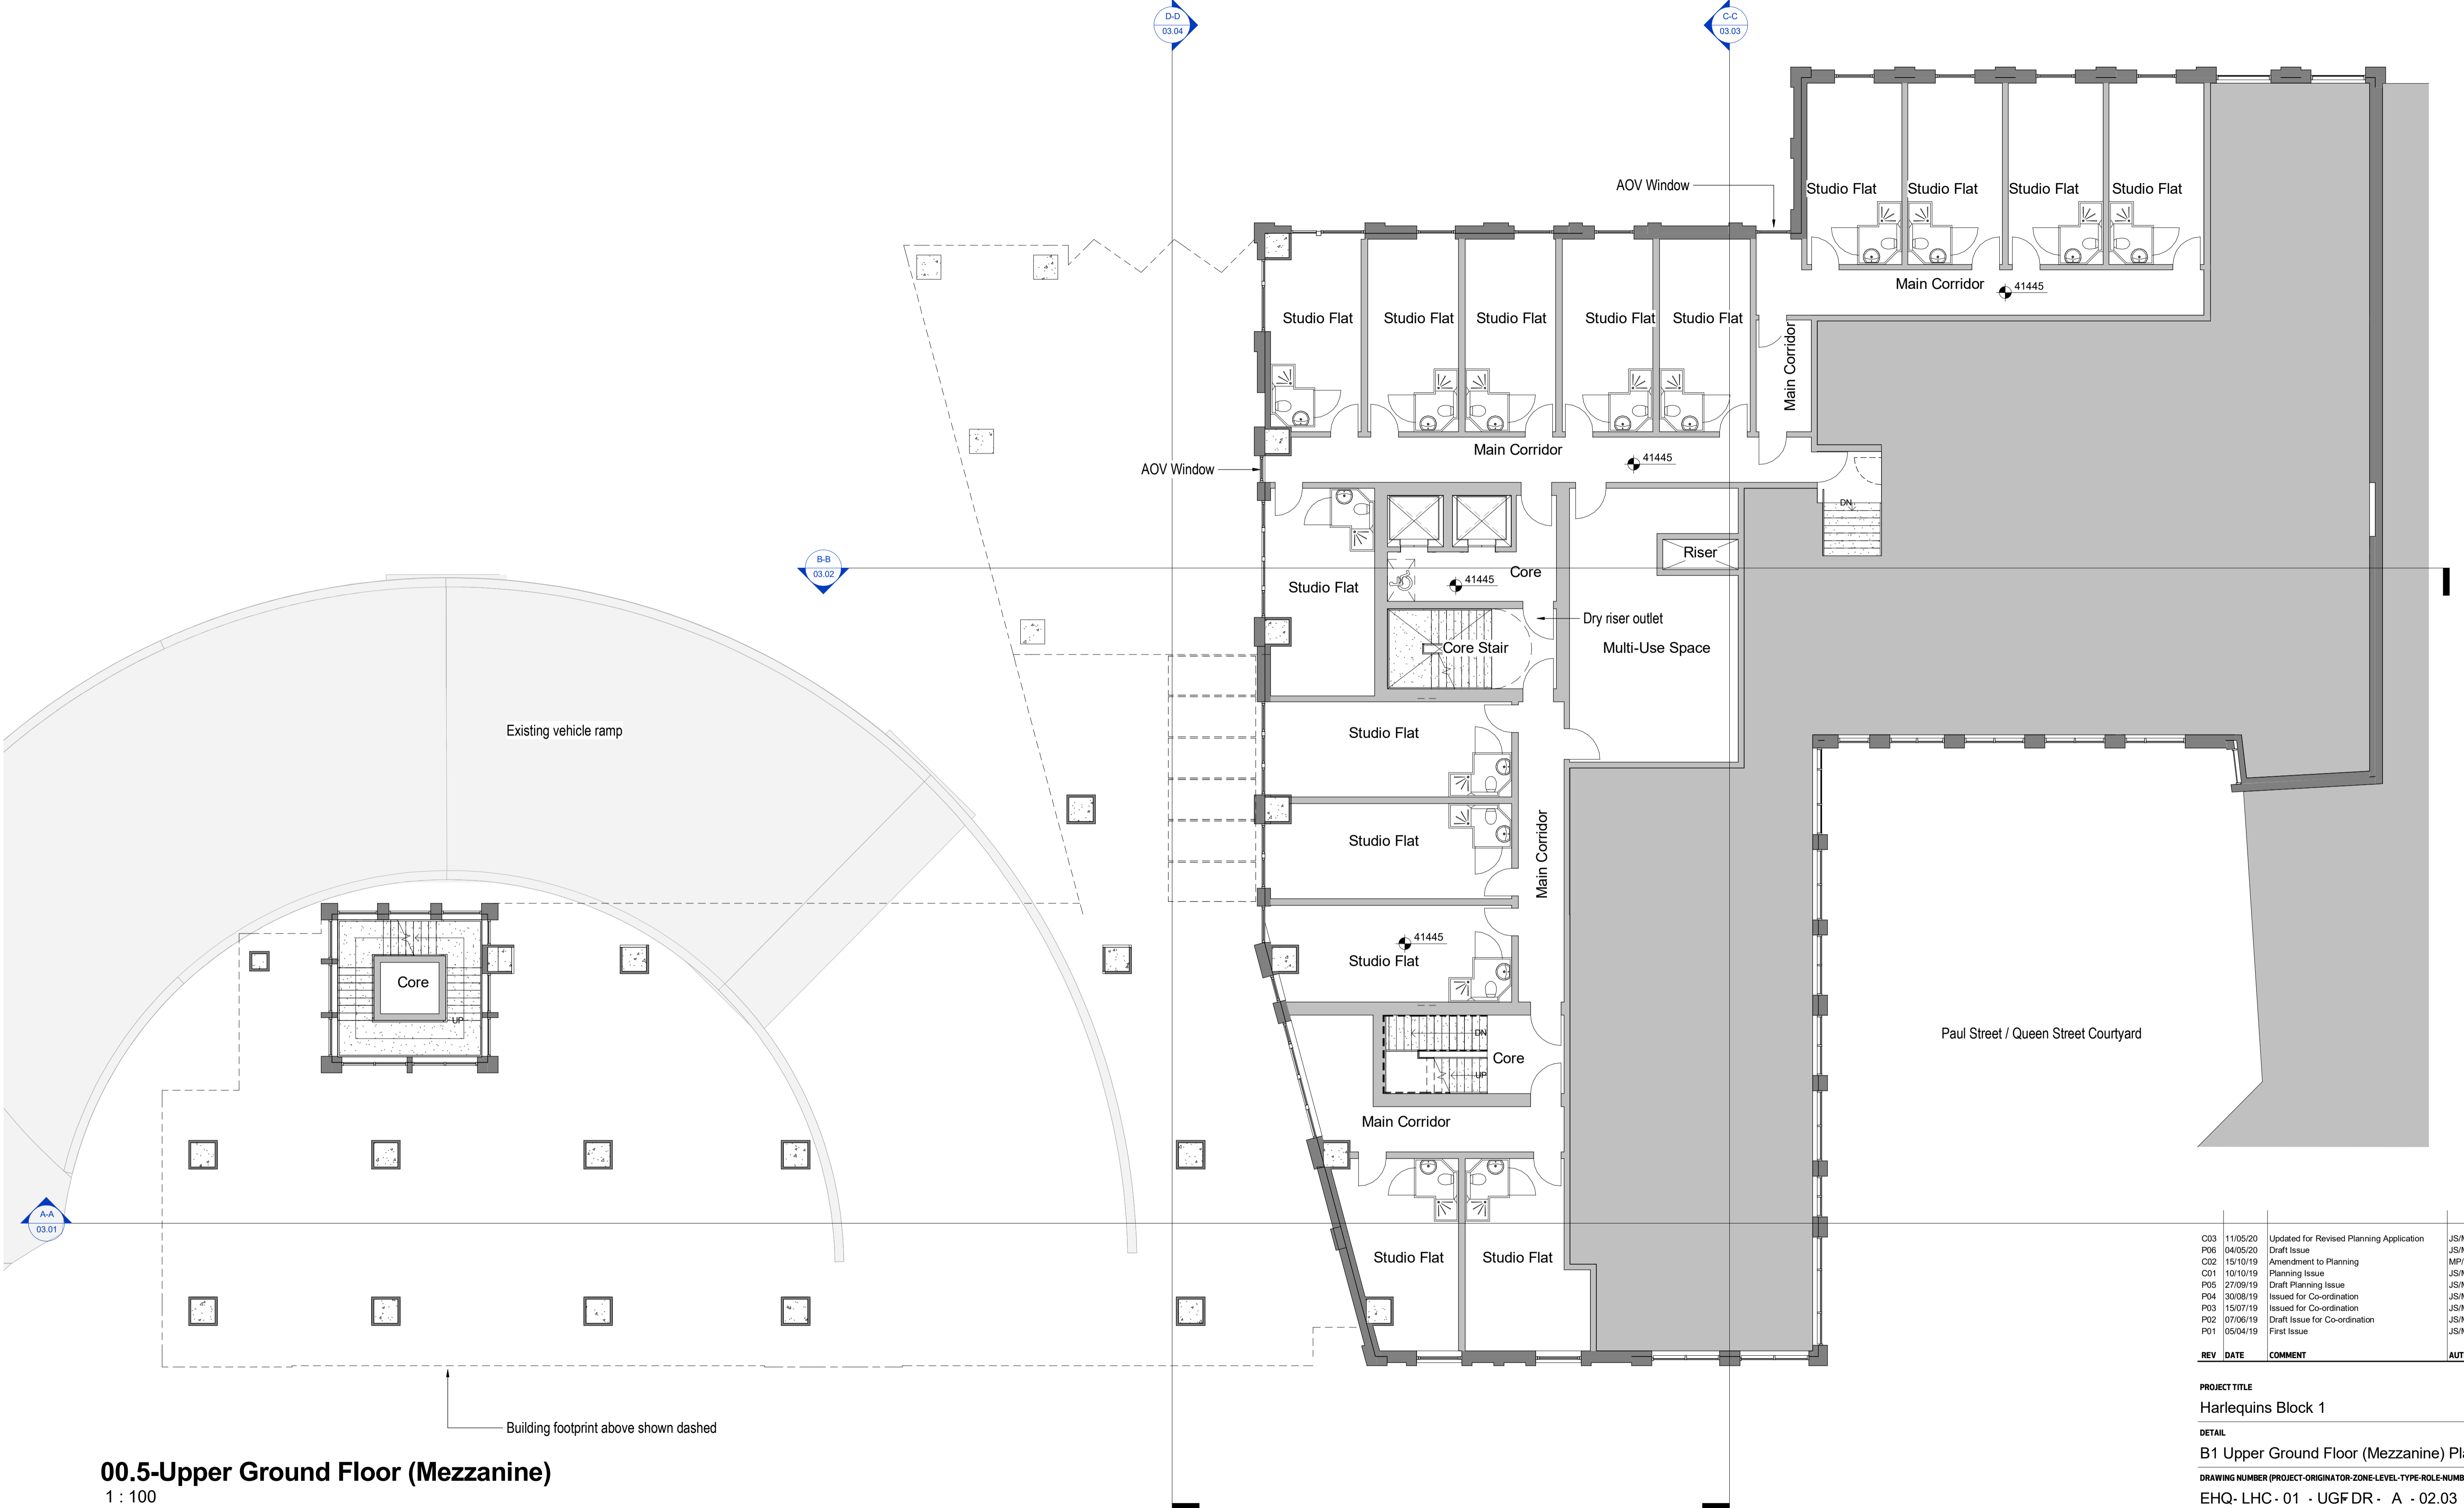 D-D
03.04
C-C
03.03
AOV Window
Studio Flat
Studio Flat
Studio Flat
Studio Flat
Main Corridor
41445
Studio Flat
Studio Flat
Studio Flat
Studio Flat
Studio Flat
Main Corridor
Main Corridor
41445
AOV Window
DN
B-B
03.02
Riser
Core
41445
Studio Flat
Dry riser outlet
Core Stair
Multi-Use Space
Existing vehicle ramp
Studio Flat
Studio Flat
Main Corridor
41445
Studio Flat
Core
UP
DN
Core
UP
Paul Street / Queen Street Courtyard
Main Corridor
A-A
03.01
Studio Flat
Studio Flat
Building footprint above shown dashed
00.5-Upper Ground Floor (Mezzanine)
1 : 100
C03 11/05/20 Updated for Revised Planning Application
P06 04/05/20 Draft Issue
C02 15/10/19 Amendment to Planning
C01 10/10/19 Planning Issue
P05 27/09/19 Draft Planning Issue
P04 30/08/19 Issued for Co-ordination
P03 15/07/19 Issued for Co-ordination
P02 07/06/19 Draft Issue for Co-ordination
P01 05/04/19 First Issue
REV DATE COMMENT
PROJECT TITLE
Harlequins Block 1
DETAIL
B1 Upper Ground Floor (Mezzanine)
DRAWING NUMBER (PROJECT-ORIGINATOR-ZONE-LEVEL-TYPE-ROLE-NUMB
EHQ- LHC - 01 - UGF DR - A - 02.03